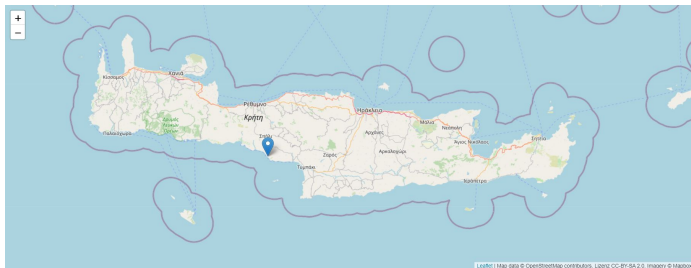 +
−
Κίσσαμος
Χανιά
Παλαιόχωρα
Ρέθυμνο
Κρήτη
Σπήλι
Τυμπάκι
Ζαρός
Ηράκλειο
Αρχάνες
Αρκαλοχώρι
Μάλια
Νεάπολη
Άγιος Νικόλαος
Ιεράπετρα
Σητεία
Leaflet | Map data © OpenStreetMap contributors, Lizenz CC-BY-SA 2.0, Imagery © Mapbox